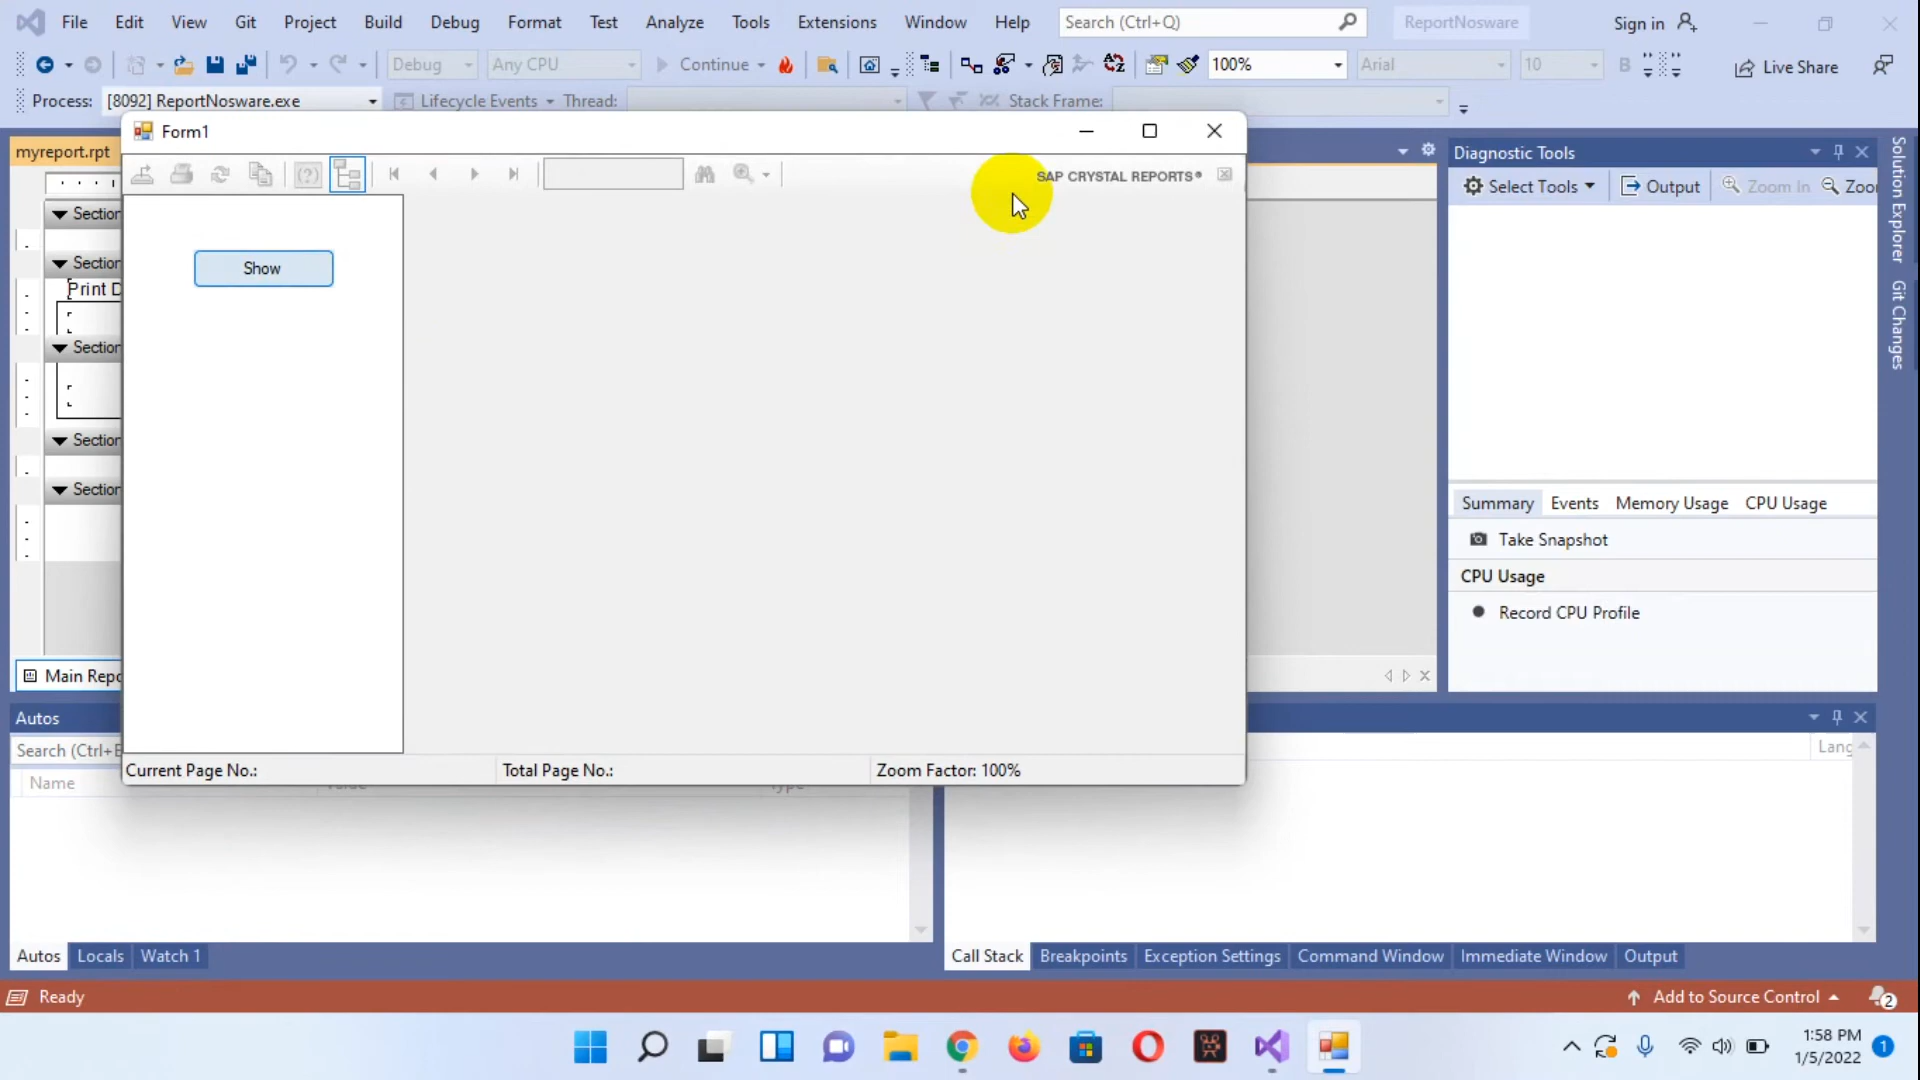 File Edit View Git Project Build Debug Format Test Analyze Tools Extensions Window Help Search (Ctrl+Q) ReportNosware Sign in
Debug Any CPU Continue 100% Arial 10 B Live Share
Process: [8092] ReportNosware.exe Lifecycle Events Thread: Stack Frame:
myreport.rpt
Form1
Diagnostic Tools
SAP CRYSTAL REPORTS®
Select Tools Output Zoom In
Show
Print D
Solution Explorer
Git Changes
Summary Events Memory Usage CPU Usage
Take Snapshot
CPU Usage
Record CPU Profile
Main Repo
Current Page No.: Total Page No.: Zoom Factor: 100%
Autos
Search (Ctrl+E
Name
Autos Locals Watch 1
Call Stack Breakpoints Exception Settings Command Window Immediate Window Output
Ready Add to Source Control 2
1:58 PM
1/5/2022 1